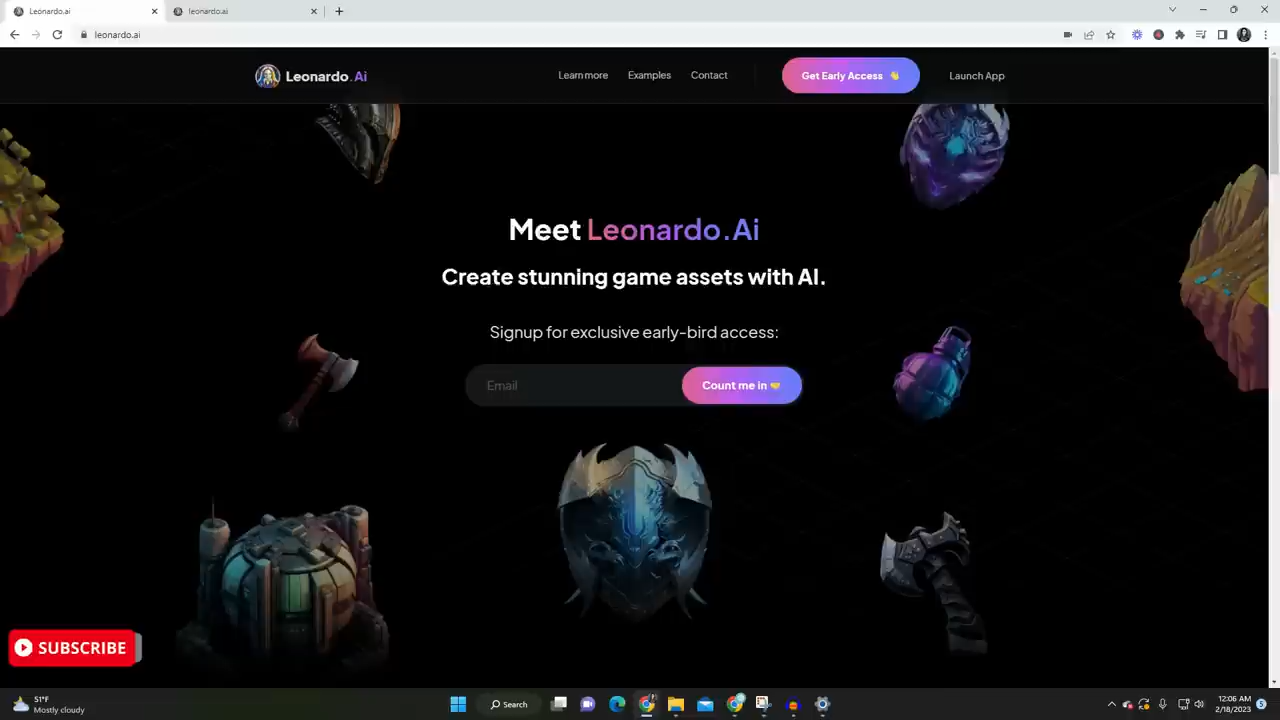 Leonardo.ai
leonardo.ai
leonardo.ai
Leonardo.Ai
Learn more
Examples
Contact
Get Early Access 👋
Launch App
Meet Leonardo.Ai
Create stunning game assets with AI.
Signup for exclusive early-bird access:
Email
Count me in 🤝
SUBSCRIBE
51°F
Mostly cloudy
Search
12:06 AM
2/18/2023
5